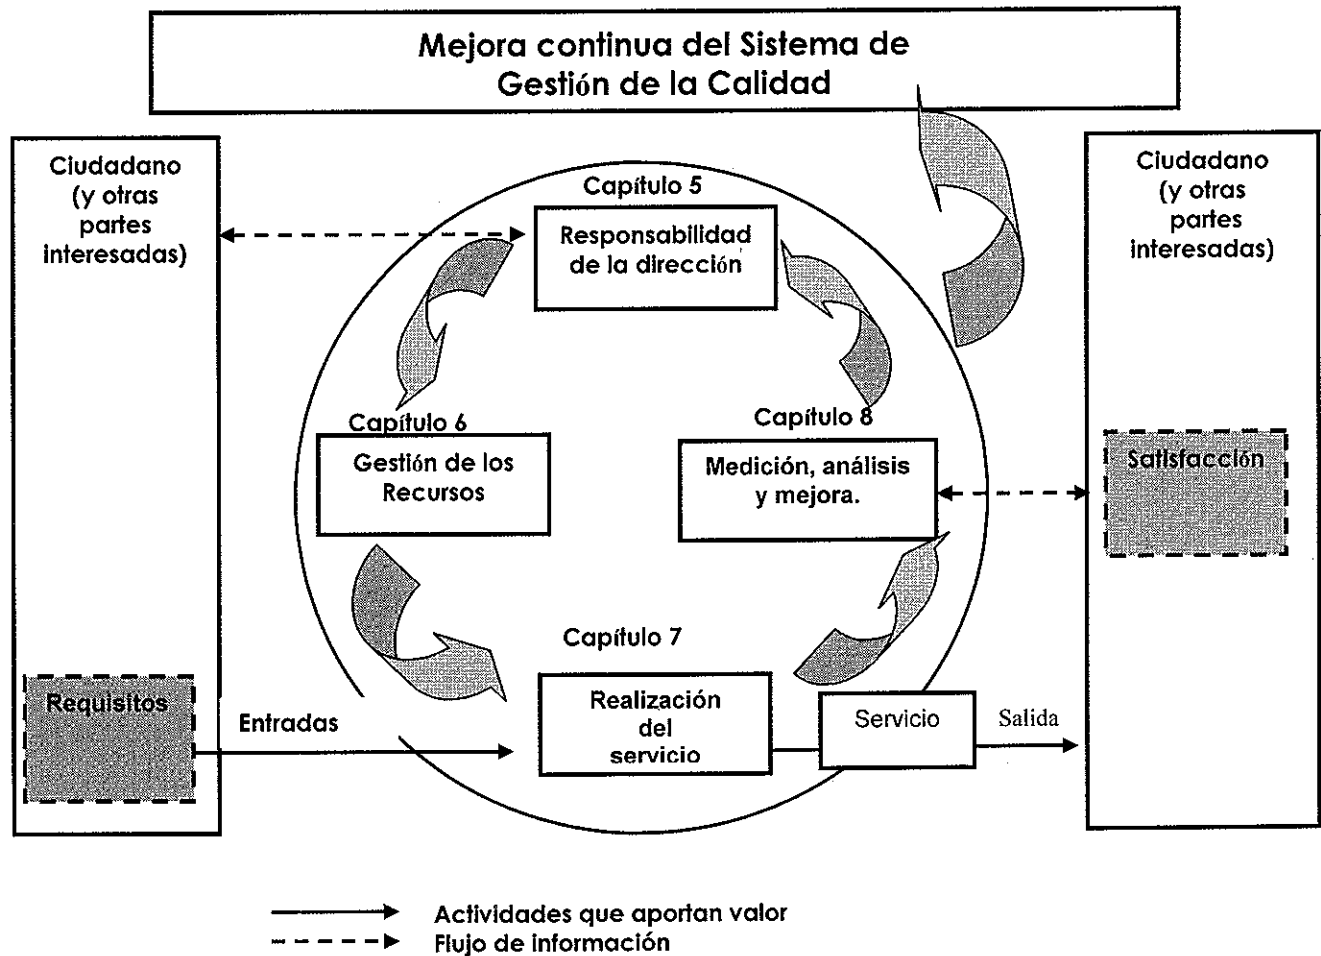 Mejora continua del Sistema de
Gestión de la Calidad
Ciudadano
(y otras
partes
interesadas)
Capítulo 5
Responsabilidad
de la dirección
Ciudadano
(y otras
partes
interesadas)
Capítulo 6
Gestión de los
Recursos
Capítulo 8
Medición, análisis
y mejora.
Satisfacción
Capítulo 7
Requisitos
Entradas
Realización
del
servicio
Servicio
Salida
Actividades que aportan valor
Flujo de información